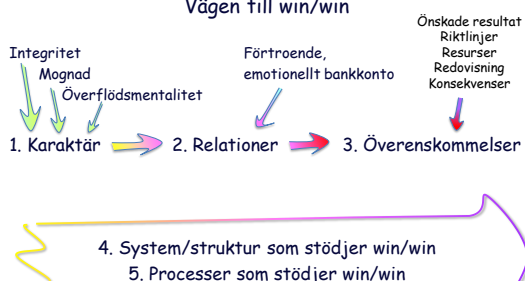 Vägen till win/win
Önskade resultat
Riktlinjer
Resurser
Redovisning
Konsekvenser
Integritet
Mognad
Överflödsmentalitet
Förtroende,
emotionellt bankkonto
1. Karaktär
2. Relationer
3. Överenskommelser
4. System/struktur som stödjer win/win
5. Processer som stödjer win/win